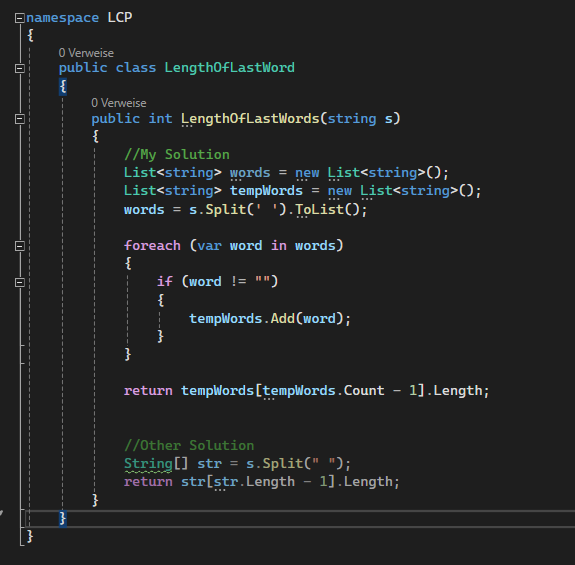 namespace LCP
{
0 Verweise
public class LengthOfLastWord
{
0 Verweise
public int LengthOfLastWords(string s)
{
//My Solution
List<string> words = new List<string>();
List<string> tempWords = new List<string>();
words = s.Split(' ').ToList();
foreach (var word in words)
{
if (word != "")
{
tempWords.Add(word);
}
}
return tempWords[tempWords.Count - 1].Length;
//Other Solution
String[] str = s.Split(" ");
return str[str.Length - 1].Length;
}
}
}